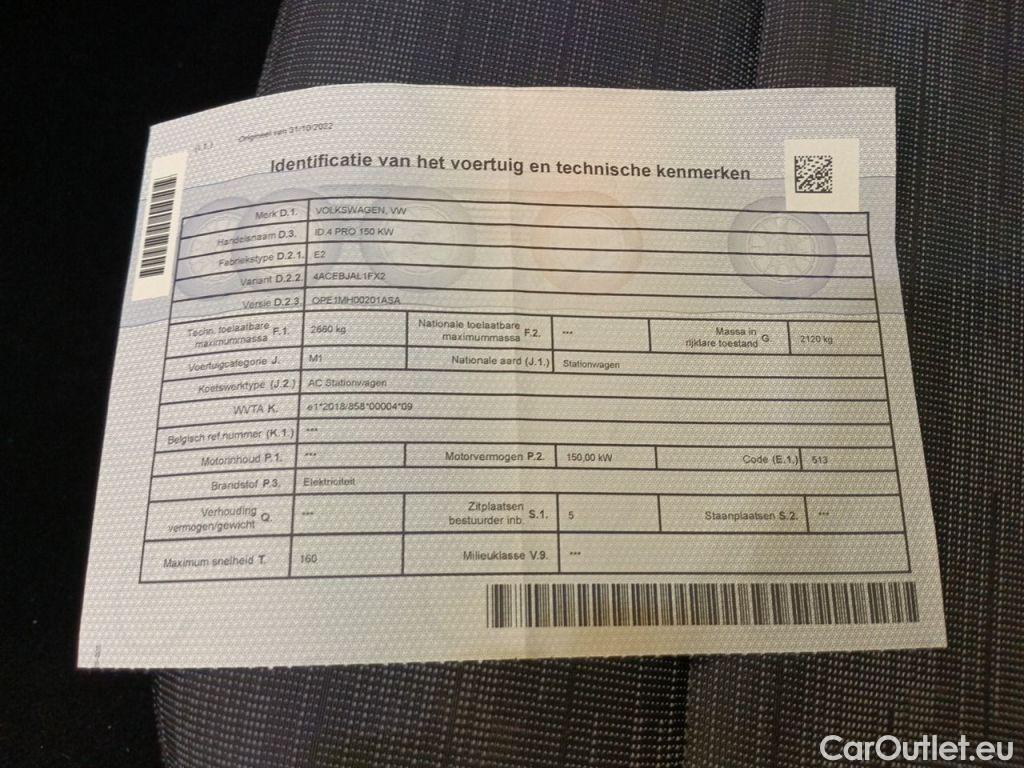 (I.1.) Origineel van 31/10/2022
Identificatie van het voertuig en technische kenmerken
Merk D.1. VOLKSWAGEN, VW
Handelsnaam D.3. ID.4 PRO 150 KW
Fabriekstype D.2.1. E2
Variant D.2.2. 4ACEBJAL1FX2
Versie D.2.3. OPE1MH00201ASA
Techn. toelaatbare maximummassa F.1. 2660 kg Nationale toelaatbare maximummassa F.2. *** Massa in rijklare toestand G. 2120 kg
Voertuigcategorie J. M1 Nationale aard (J.1.) Stationwagen
Koetswerktype (J.2.) AC Stationwagen
WVTA K. e1*2018/858*00004*09
Belgisch ref.nummer (K.1.) ***
Motorinhoud P.1. *** Motorvermogen P.2. 150,00 kW Code (E.1.) 513
Brandstof P.3. Elektriciteit
Verhouding vermogen/gewicht Q. *** Zitplaatsen bestuurder inb. S.1. 5 Staanplaatsen S.2. ***
Maximum snelheid T. 160 Milieuklasse V.9. ***
CarOutlet.eu